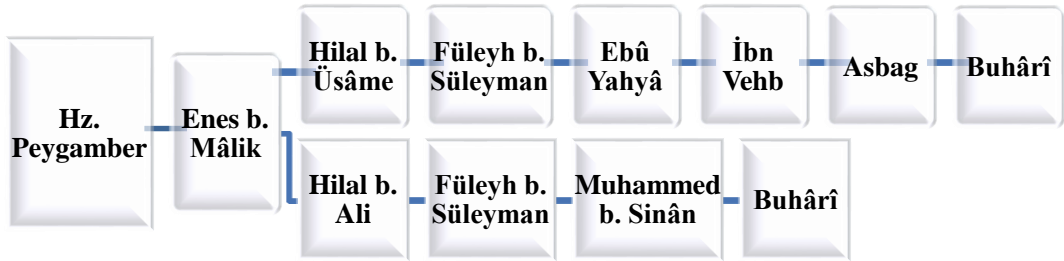 Hz.
Peygamber
Enes b.
Mâlik
Hilal b.
Üsâme
Füleyh b.
Süleyman
Ebû
Yahyâ
İbn
Vehb
Asbag
Buhârî
Hilal b.
Ali
Füleyh b.
Süleyman
Muhammed
b. Sinân
Buhârî